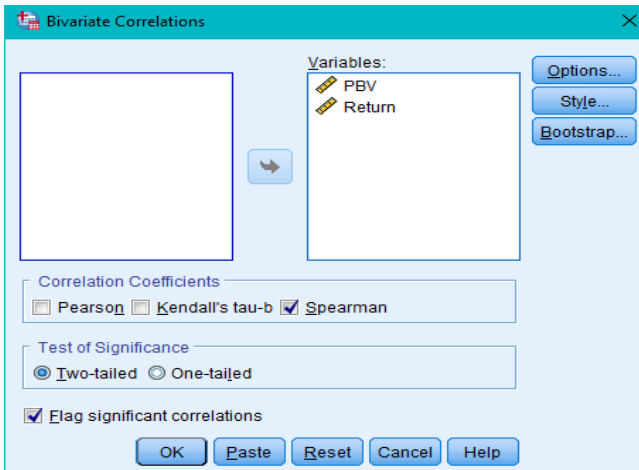 Bivariate Correlations
Variables:
PBV
Return
Options...
Style...
Bootstrap...
Correlation Coefficients
Pearson Kendall's tau-b Spearman
Test of Significance
Two-tailed One-tailed
Flag significant correlations
OK Paste Reset Cancel Help